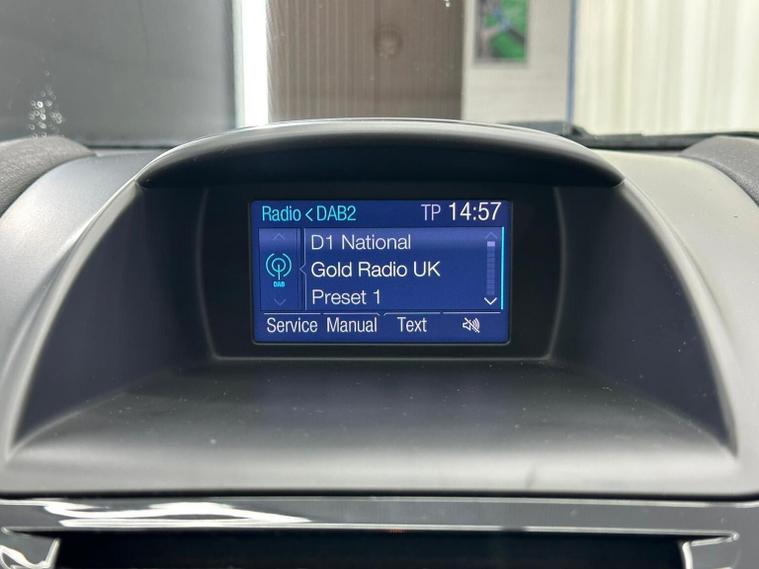 Radio < DAB2 TP 14:57
D1 National
DAB
Gold Radio UK
Preset 1
Service Manual Text